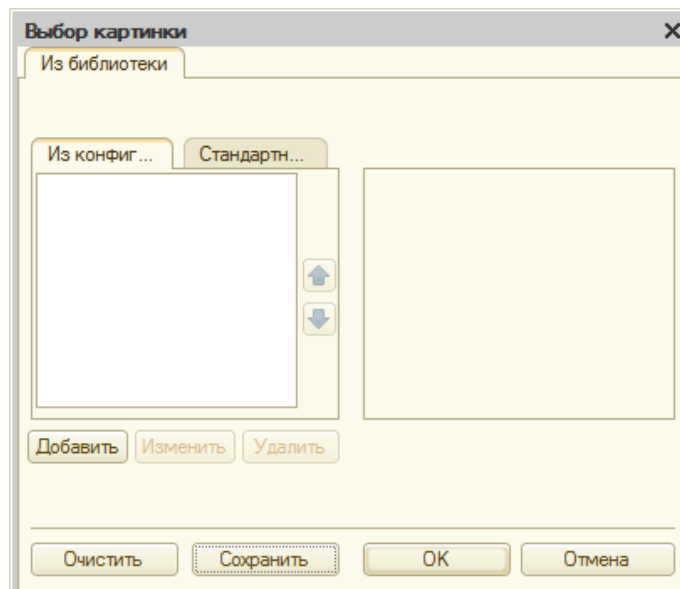 Выбор картинки
Из библиотеки
Из конфиг... Стандартн...
Добавить Изменить Удалить
Очистить Сохранить OK Отмена